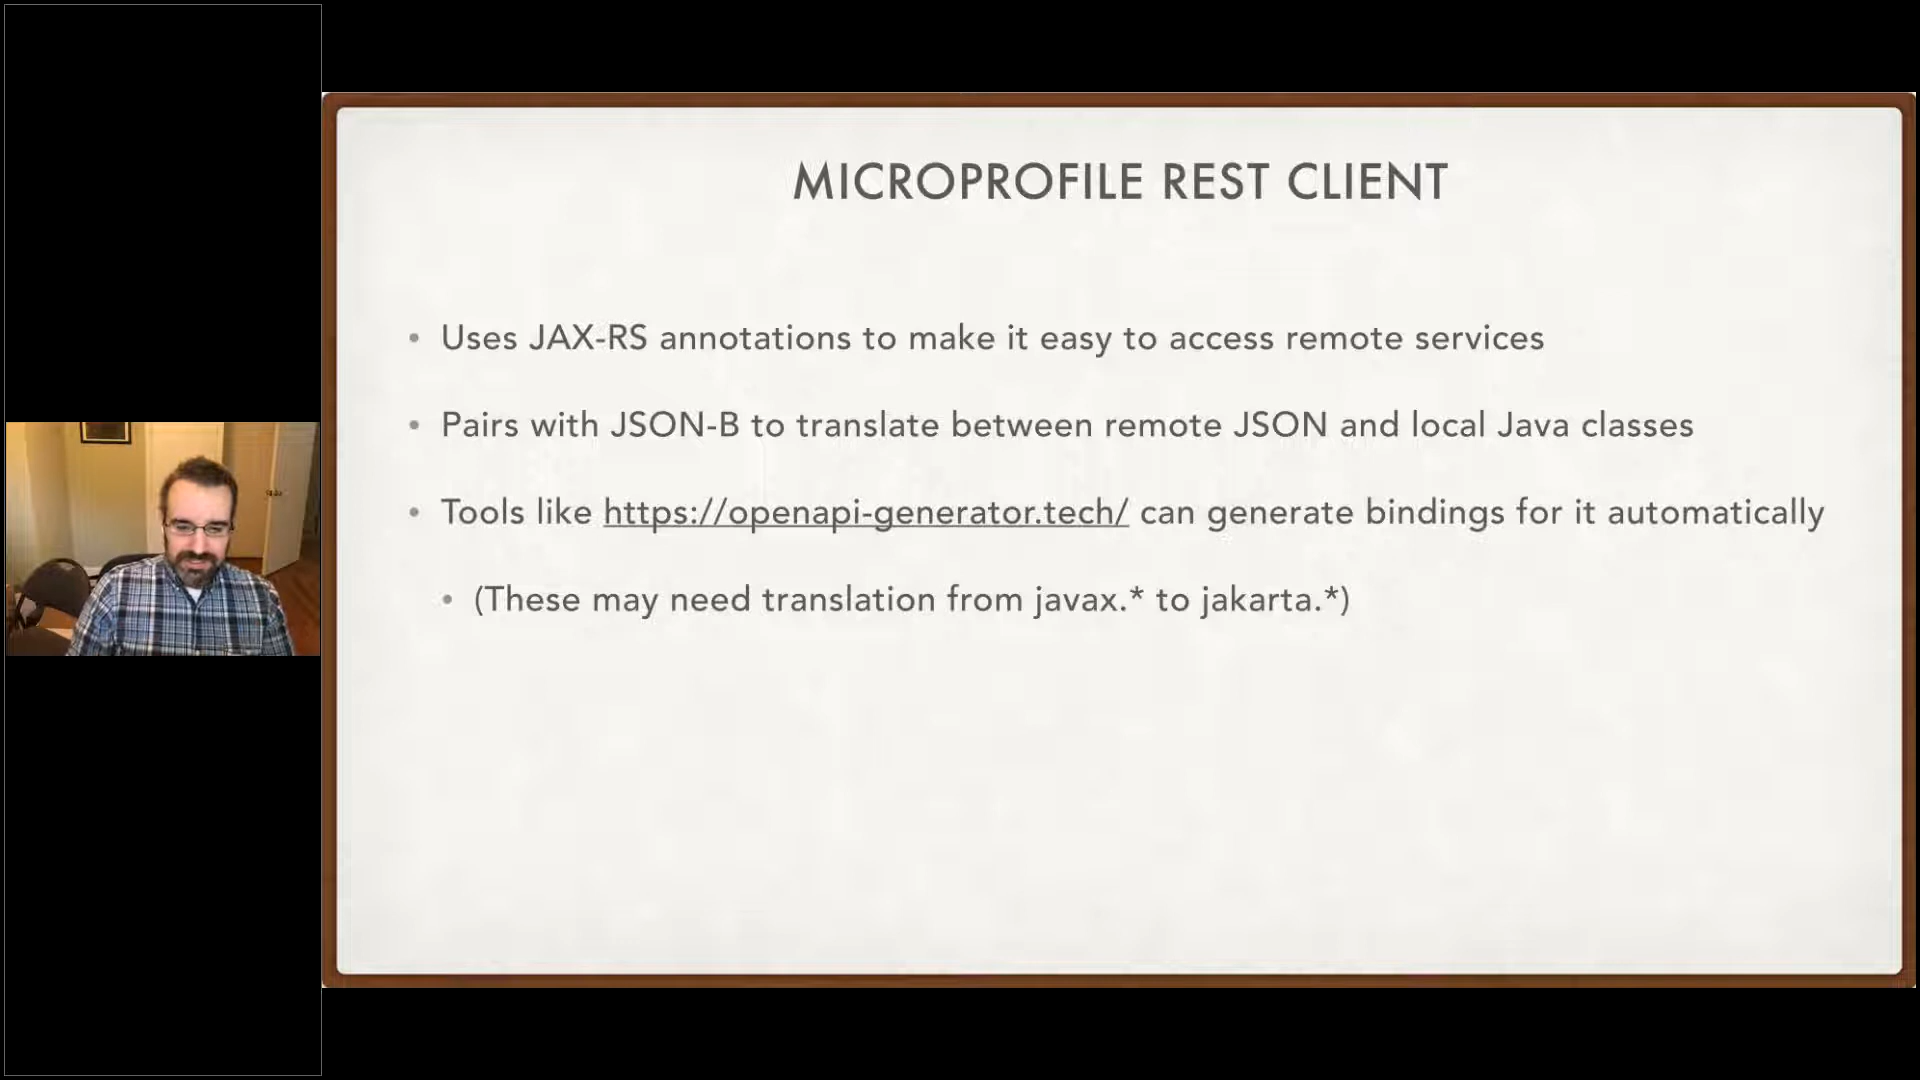 MICROPROFILE REST CLIENT
• Uses JAX-RS annotations to make it easy to access remote services
• Pairs with JSON-B to translate between remote JSON and local Java classes
• Tools like https://openapi-generator.tech/ can generate bindings for it automatically
• (These may need translation from javax.* to jakarta.*)